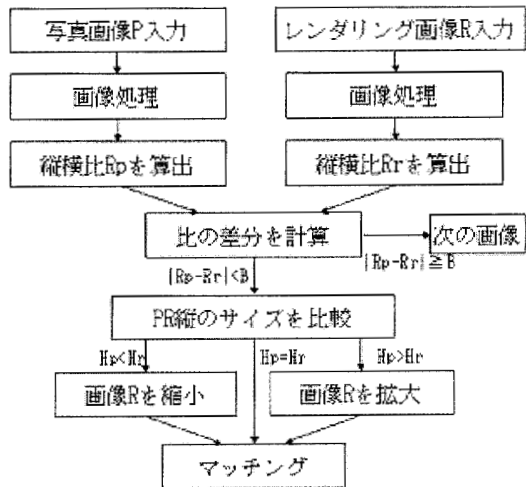 写真画像P入力
レンダリング画像R入力
画像処理
画像処理
縦横比Rpを算出
縦横比Rrを算出
比の差分を計算
次の画像
|Rp-Rr|<B
|Rp-Rr|≧B
PR縦のサイズを比較
Hp<Hr
Hp=Hr
Hp>Hr
画像Rを縮小
画像Rを拡大
マッチング